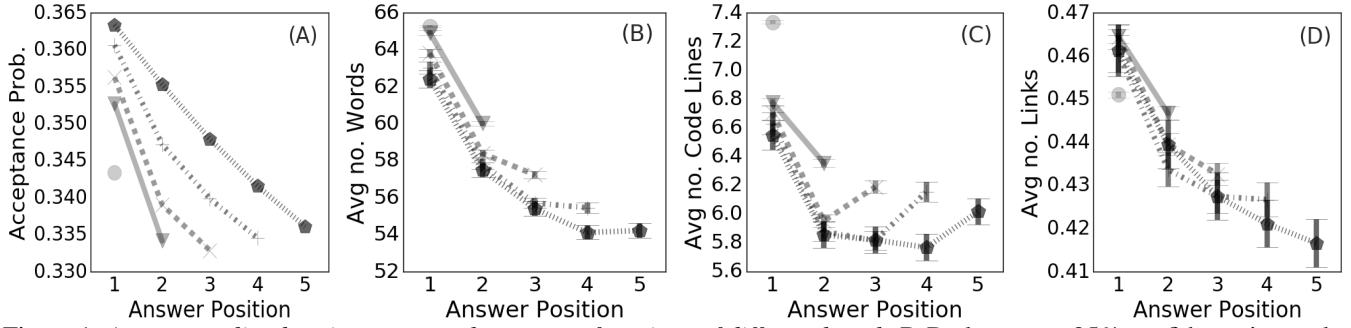 (A)
Acceptance Prob.
0.365
0.360
0.355
0.350
0.345
0.340
0.335
0.330
1 2 3 4 5
Answer Position
(B)
Avg no. Words
66
64
62
60
58
56
54
52
1 2 3 4 5
Answer Position
(C)
Avg no. Code Lines
7.4
7.2
7.0
6.8
6.6
6.4
6.2
6.0
5.8
5.6
1 2 3 4 5
Answer Position
(D)
Avg no. Links
0.47
0.46
0.45
0.44
0.43
0.42
0.41
1 2 3 4 5
Answer Position